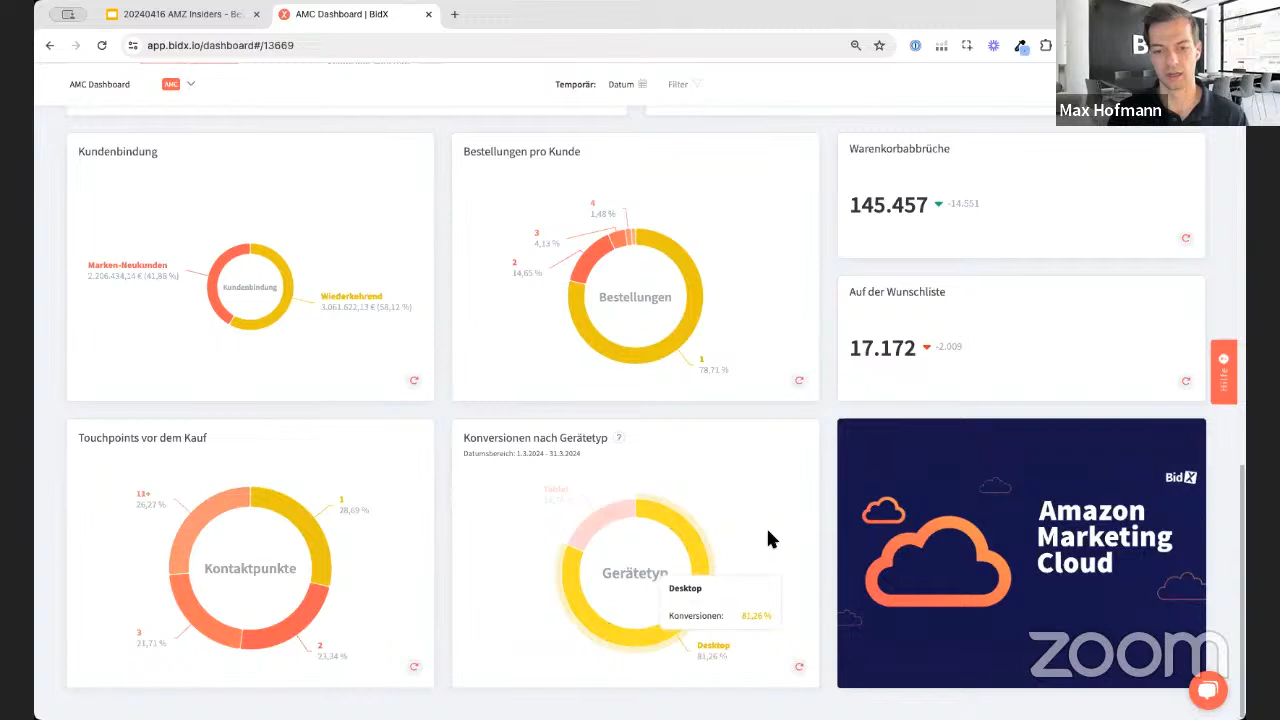 20240416 AMZ Insiders - Be
AMC Dashboard | BidX
app.bidx.io/dashboard#/13669
Max Hofmann
AMC Dashboard
AMC
Temporär:
Datum
Filter
Kundenbindung
Marken-Neukunden
2.206.434,14 € (41,88 %)
Kundenbindung
Wiederkehrend
3.061.622,13 € (58,12 %)
Bestellungen pro Kunde
4
1,48 %
3
4,13 %
2
14,65 %
Bestellungen
1
78,71 %
Warenkorbabbrüche
145.457
-14.551
Auf der Wunschliste
17.172
-2.009
Hilfe
Touchpoints vor dem Kauf
11+
26,27 %
1
28,69 %
Kontaktpunkte
3
21,71 %
2
23,34 %
Konversionen nach Gerätetyp ?
Datumsbereich: 1.3.2024 - 31.3.2024
Tablet
Gerätetyp
Desktop
Konversionen: 81,26 %
Desktop
81,26 %
BidX
Amazon
Marketing
Cloud
zoom